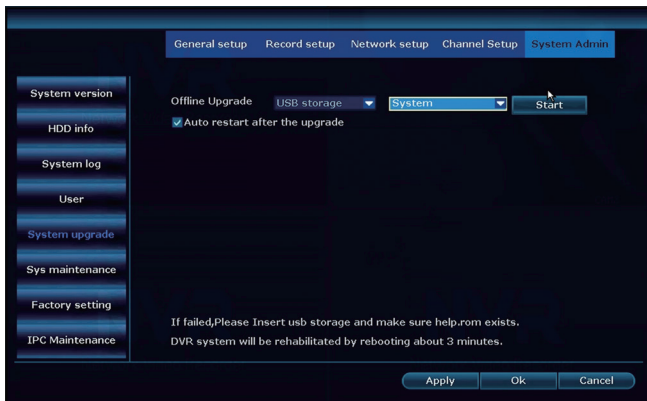 General setup Record setup Network setup Channel Setup System Admin
System version
HDD info
System log
User
System upgrade
Sys maintenance
Factory setting
IPC Maintenance
Offline Upgrade USB storage System Start
Auto restart after the upgrade
If failed,Please Insert usb storage and make sure help.rom exists.
DVR system will be rehabilitated by rebooting about 3 minutes.
Apply Ok Cancel